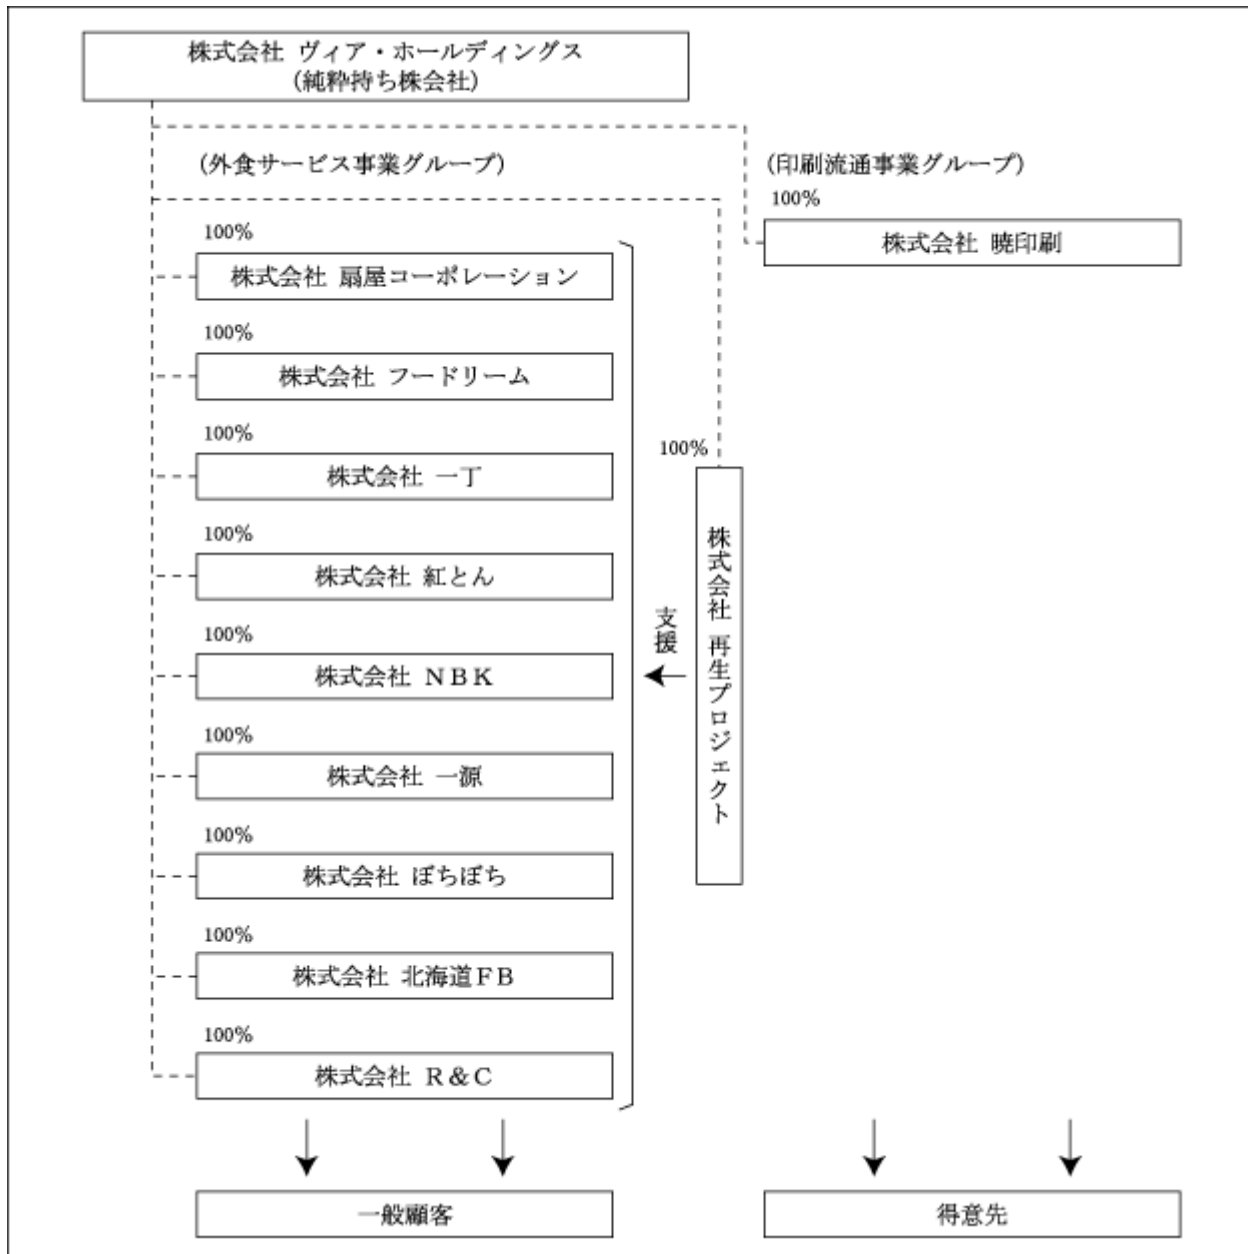 株式会社 ヴィア・ホールディングス
(純粋持ち株会社)
(外食サービス事業グループ)
(印刷流通事業グループ)
100%
株式会社 暁印刷
100%
株式会社 扇屋コーポレーション
100%
株式会社 フードリーム
100%
株式会社 一丁
100%
株式会社 紅とん
100%
株式会社 NBK
100%
株式会社 一源
100%
株式会社 ぼちぼち
100%
株式会社 北海道FB
100%
株式会社 R&C
支援
100%
株式会社 再生プロジェクト
一般顧客
得意先